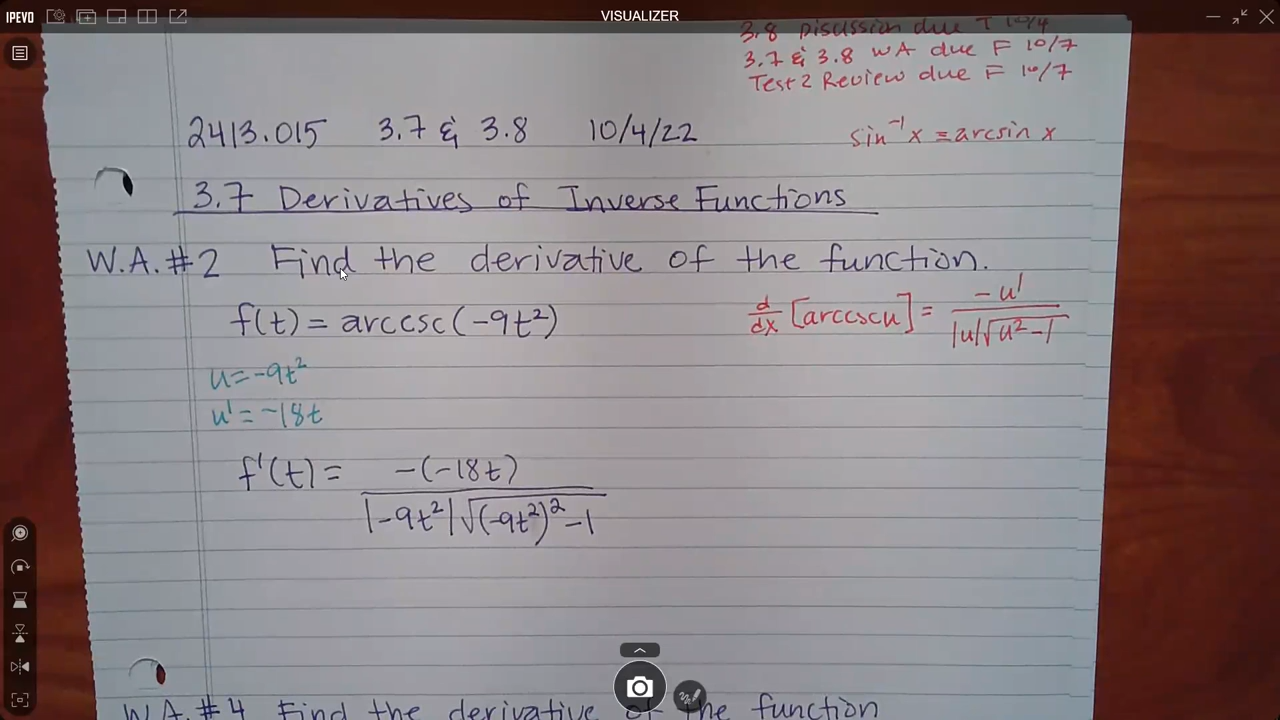 IPEVO
VISUALIZER
3.8 Discussion due T 10/4
3.7 & 3.8 WA due F 10/7
Test 2 Review due F 10/7
2413.015 3.7 & 3.8 10/4/22
sin⁻¹x = arcsin x
3.7 Derivatives of Inverse Functions
W.A. #2 Find the derivative of the function.
f(t) = arccsc(-9t²)
d/dx [arccsc u] = -u' / |u|√(u²-1)
u = -9t²
u' = -18t
f'(t) = -(-18t) / |-9t²|√((-9t²)²-1)
W.A. #4 Find the derivative of the function